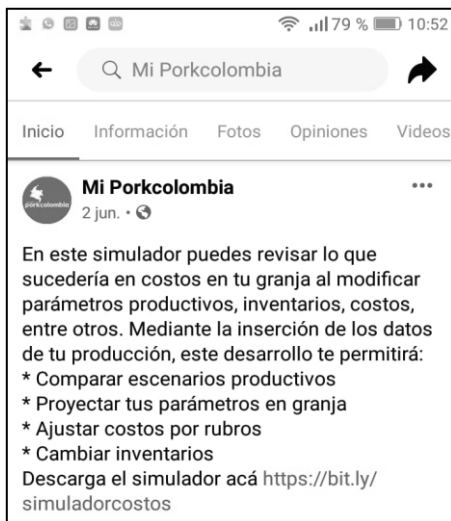 79 % 10:52
Mi Porkcolombia
Inicio Información Fotos Opiniones Videos
porkcolombia
Mi Porkcolombia
2 jun. •
En este simulador puedes revisar lo que
sucedería en costos en tu granja al modificar
parámetros productivos, inventarios, costos,
entre otros. Mediante la inserción de los datos
de tu producción, este desarrollo te permitirá:
* Comparar escenarios productivos
* Proyectar tus parámetros en granja
* Ajustar costos por rubros
* Cambiar inventarios
Descarga el simulador acá https://bit.ly/
simuladorcostos